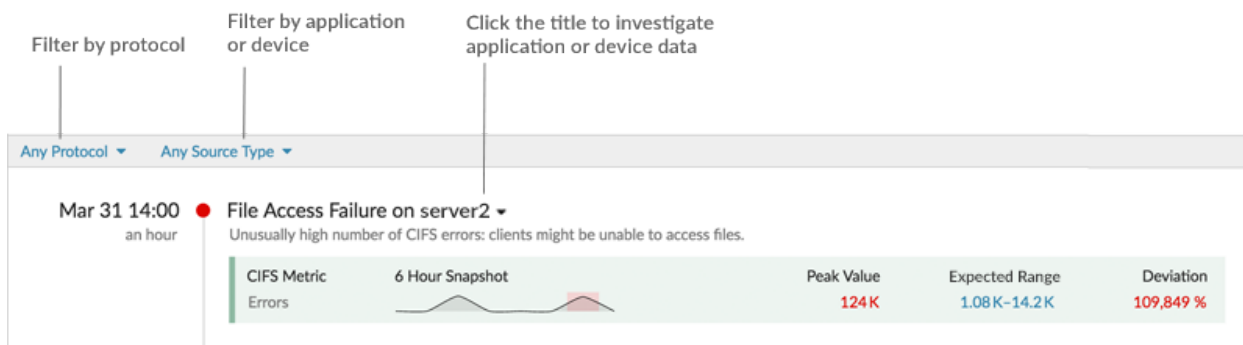 Filter by protocol
Filter by application
or device
Click the title to investigate
application or device data
Any Protocol
Any Source Type
Mar 31 14:00
File Access Failure on server2
an hour
Unusually high number of CIFS errors: clients might be unable to access files.
CIFS Metric 6 Hour Snapshot Peak Value Expected Range Deviation
Errors 124 K 1.08 K–14.2 K 109,849 %